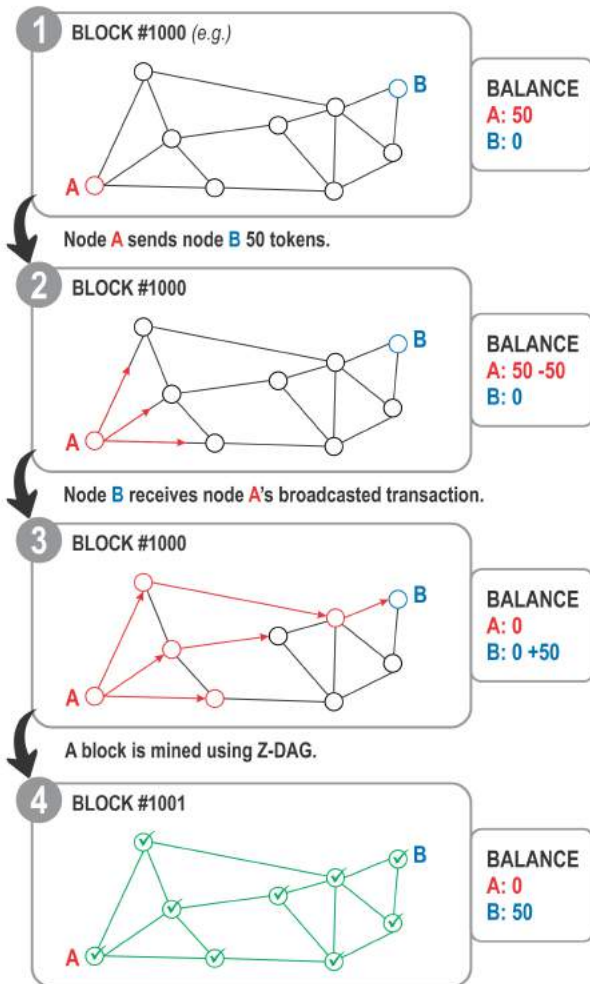 1
BLOCK #1000 (e.g.)
B
A
BALANCE
A: 50
B: 0
Node A sends node B 50 tokens.
2
BLOCK #1000
B
A
BALANCE
A: 50 -50
B: 0
Node B receives node A's broadcasted transaction.
3
BLOCK #1000
B
A
BALANCE
A: 0
B: 0 +50
A block is mined using Z-DAG.
4
BLOCK #1001
B
A
BALANCE
A: 0
B: 50